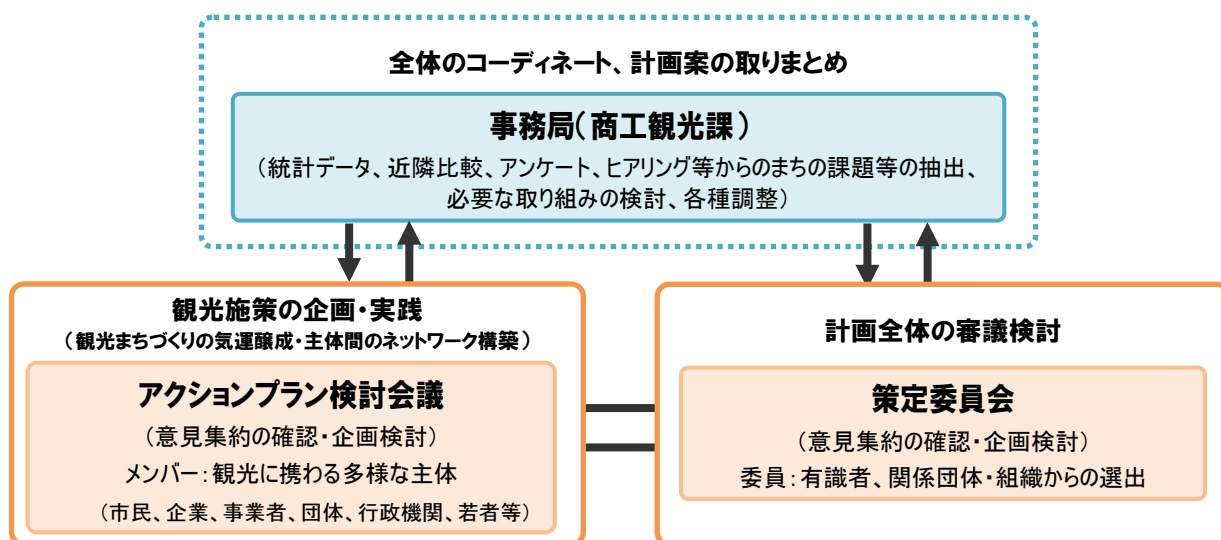 全体のコーディネート、計画案の取りまとめ
事務局（商工観光課）
（統計データ、近隣比較、アンケート、ヒアリング等からのまちの課題等の抽出、
必要な取り組みの検討、各種調整）
観光施策の企画・実践
（観光まちづくりの気運醸成・主体間のネットワーク構築）
アクションプラン検討会議
（意見集約の確認・企画検討）
メンバー：観光に携わる多様な主体
（市民、企業、事業者、団体、行政機関、若者等）
計画全体の審議検討
策定委員会
（意見集約の確認・企画検討）
委員：有識者、関係団体・組織からの選出